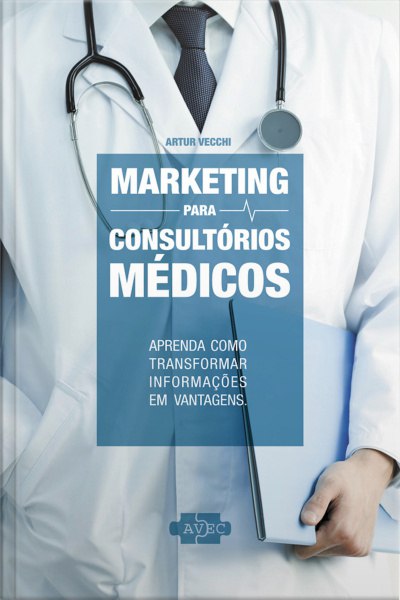 ARTUR VECCHI
MARKETING
PARA
CONSULTÓRIOS
MÉDICOS
APRENDA COMO
TRANSFORMAR
INFORMAÇÕES
EM VANTAGENS.
AVEC